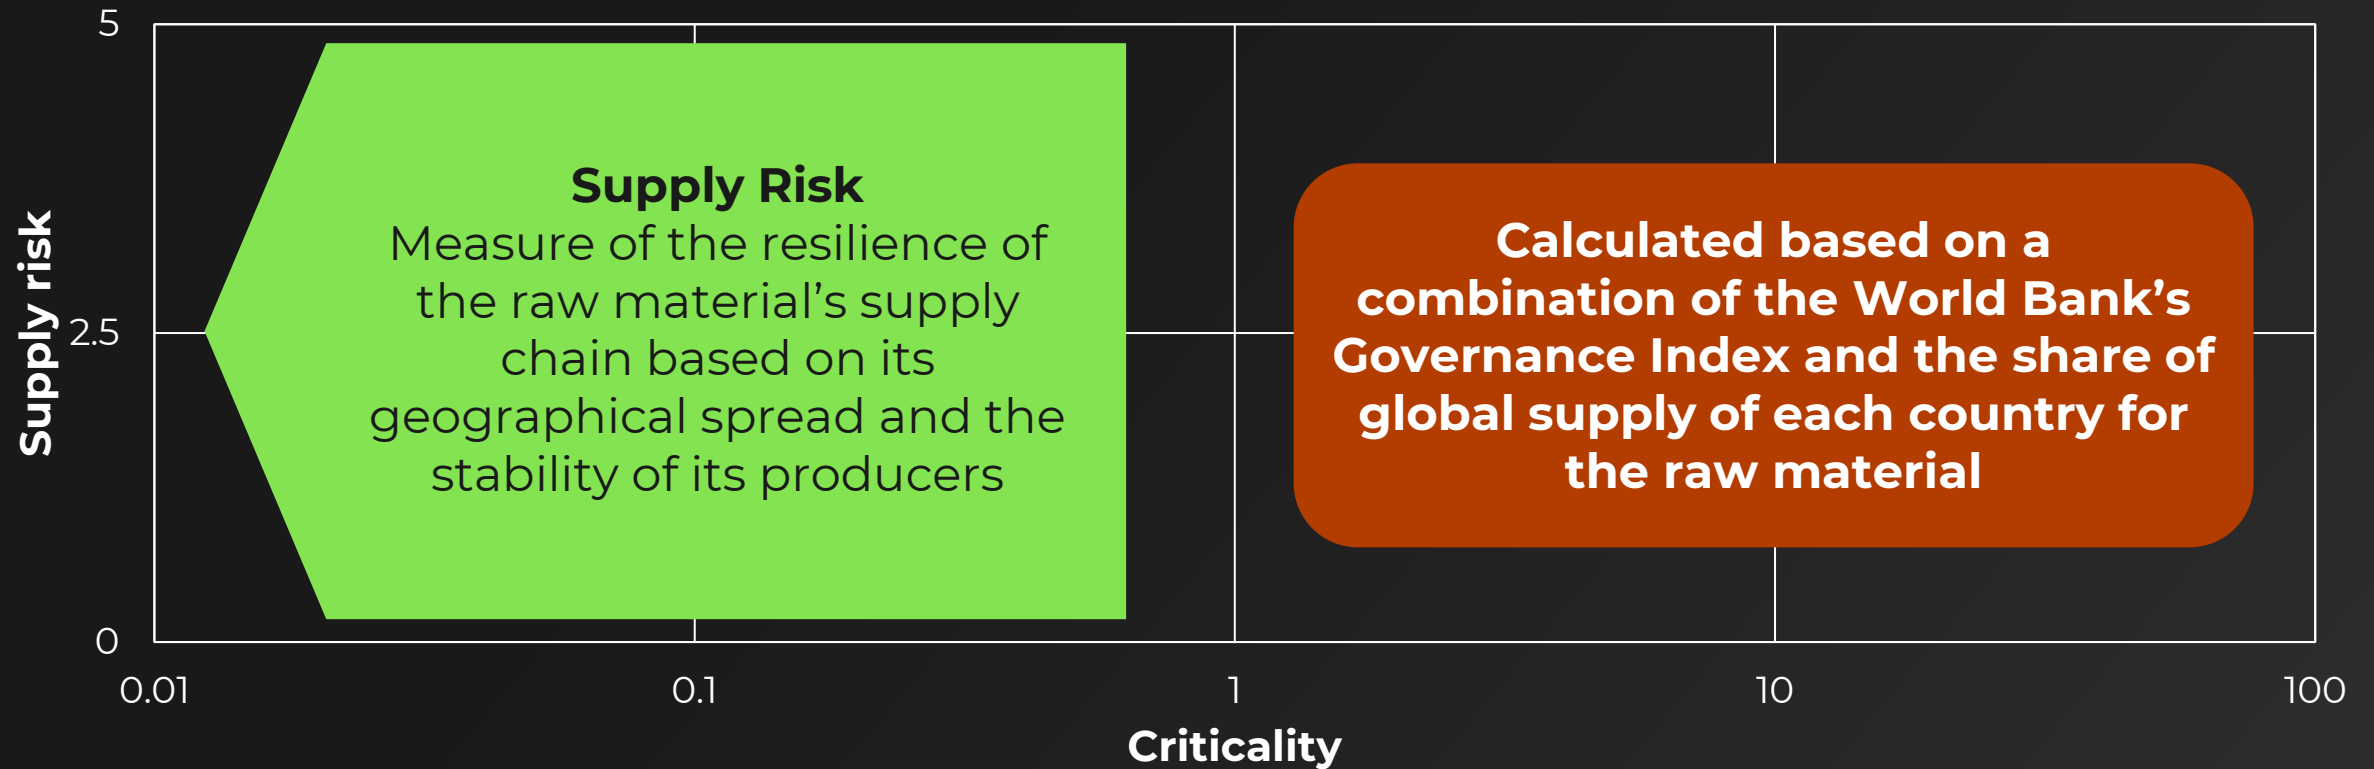 5
Supply Risk
Measure of the resilience of
the raw material’s supply
chain based on its
geographical spread and the
stability of its producers
Calculated based on a
combination of the World Bank’s
Governance Index and the share of
global supply of each country for
the raw material
Supply risk
2.5
0
0.01
0.1
1
10
100
Criticality